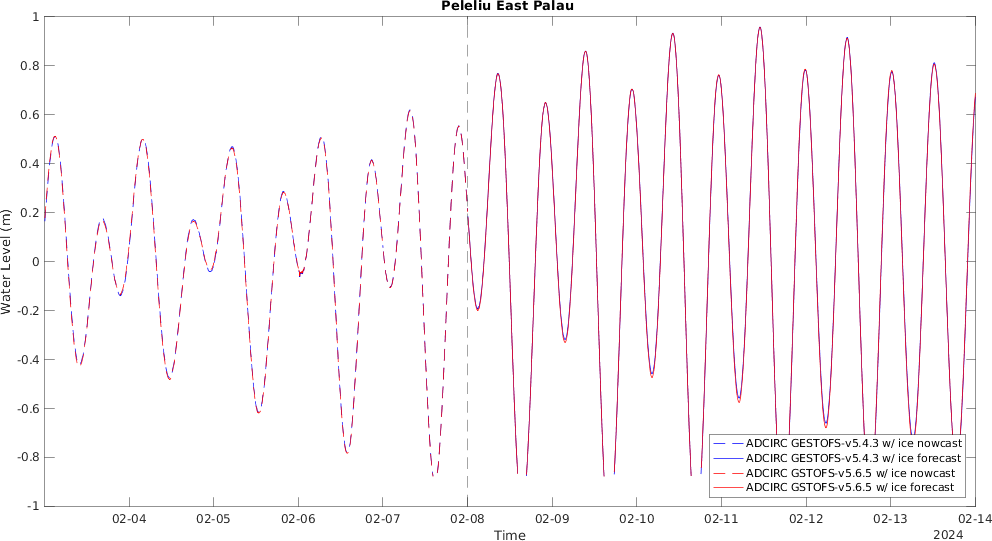 Peleliu East Palau
Water Level (m)
1
0.8
0.6
0.4
0.2
0
-0.2
-0.4
-0.6
-0.8
-1
ADCIRC GESTOFS-v5.4.3 w/ ice nowcast
ADCIRC GESTOFS-v5.4.3 w/ ice forecast
ADCIRC GSTOFS-v5.6.5 w/ ice nowcast
ADCIRC GSTOFS-v5.6.5 w/ ice forecast
02-04 02-05 02-06 02-07 02-08 02-09 02-10 02-11 02-12 02-13 02-14
Time
2024